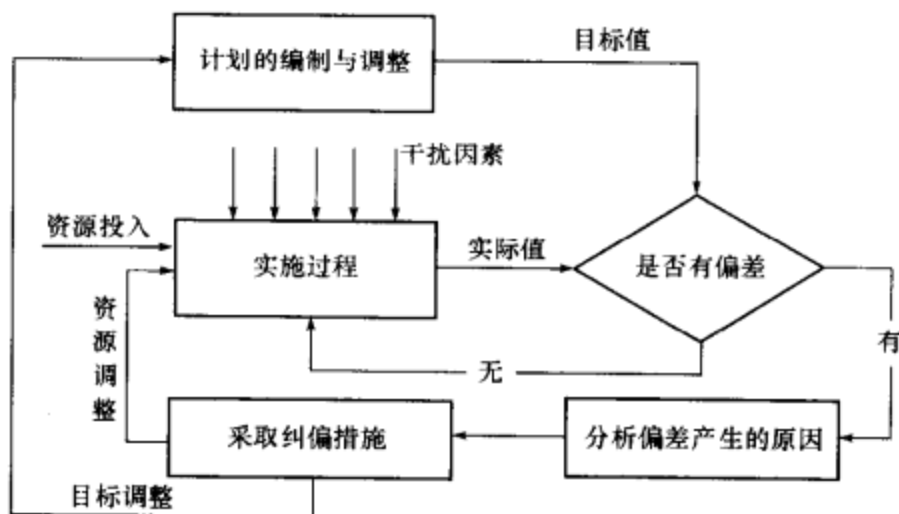 计划的编制与调整
目标值
干扰因素
资源投入
实施过程
实际值
是否有偏差
资源调整
无
有
采取纠偏措施
分析偏差产生的原因
目标调整